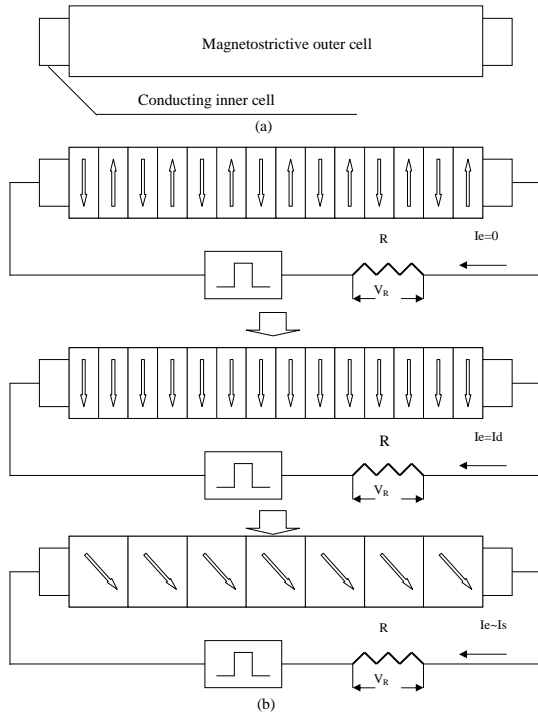 Magnetostrictive outer cell
Conducting inner cell
(a)
R
Ie=0
VR
R
Ie=Id
VR
R
Ie~Is
VR
(b)